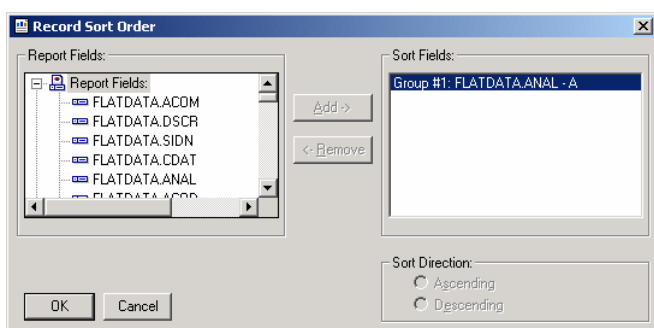 Record Sort Order
Report Fields:
Report Fields:
FLATDATA.ACOM
FLATDATA.DSCR
FLATDATA.SIDN
FLATDATA.CDAT
FLATDATA.ANAL
Add ->
<- Remove
Sort Fields:
Group #1: FLATDATA.ANAL - A
Sort Direction:
Ascending
Descending
OK
Cancel